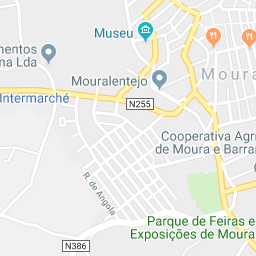 Museu
mentos
na Lda
Mouralentejo
Moura
Intermarché
N255
Cooperativa Agr
de Moura e Barran
R. de Angola
Parque de Feiras e
Exposições de Moura
N386